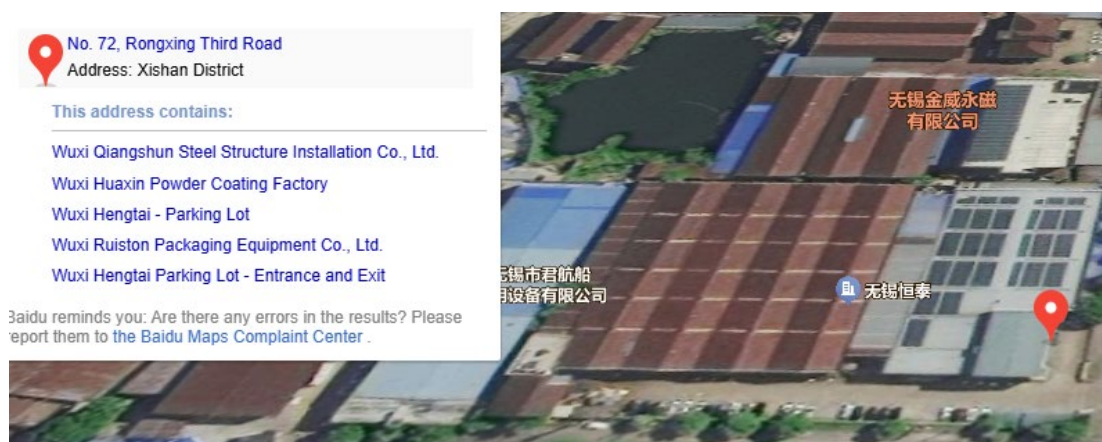 No. 72, Rongxing Third Road
Address: Xishan District
This address contains:
Wuxi Qiangshun Steel Structure Installation Co., Ltd.
Wuxi Huaxin Powder Coating Factory
Wuxi Hengtai - Parking Lot
Wuxi Ruiston Packaging Equipment Co., Ltd.
Wuxi Hengtai Parking Lot - Entrance and Exit
Baidu reminds you: Are there any errors in the results? Please
report them to the Baidu Maps Complaint Center .
无锡金威永磁
有限公司
无锡市君航船
用设备有限公司
无锡恒泰